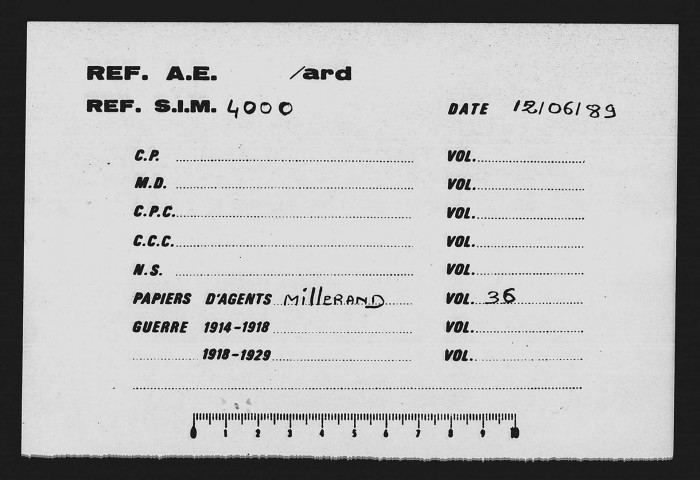 REF. A.E. /ard
REF. S.I.M. 4000 DATE 12/06/89
C.P. VOL.
M.D. VOL.
C.P.C. VOL.
C.C.C. VOL.
N.S. VOL.
PAPIERS D'AGENTS MillERAND VOL. 36
GUERRE 1914-1918 VOL.
1918-1929 VOL.
0 1 2 3 4 5 6 7 8 9 10